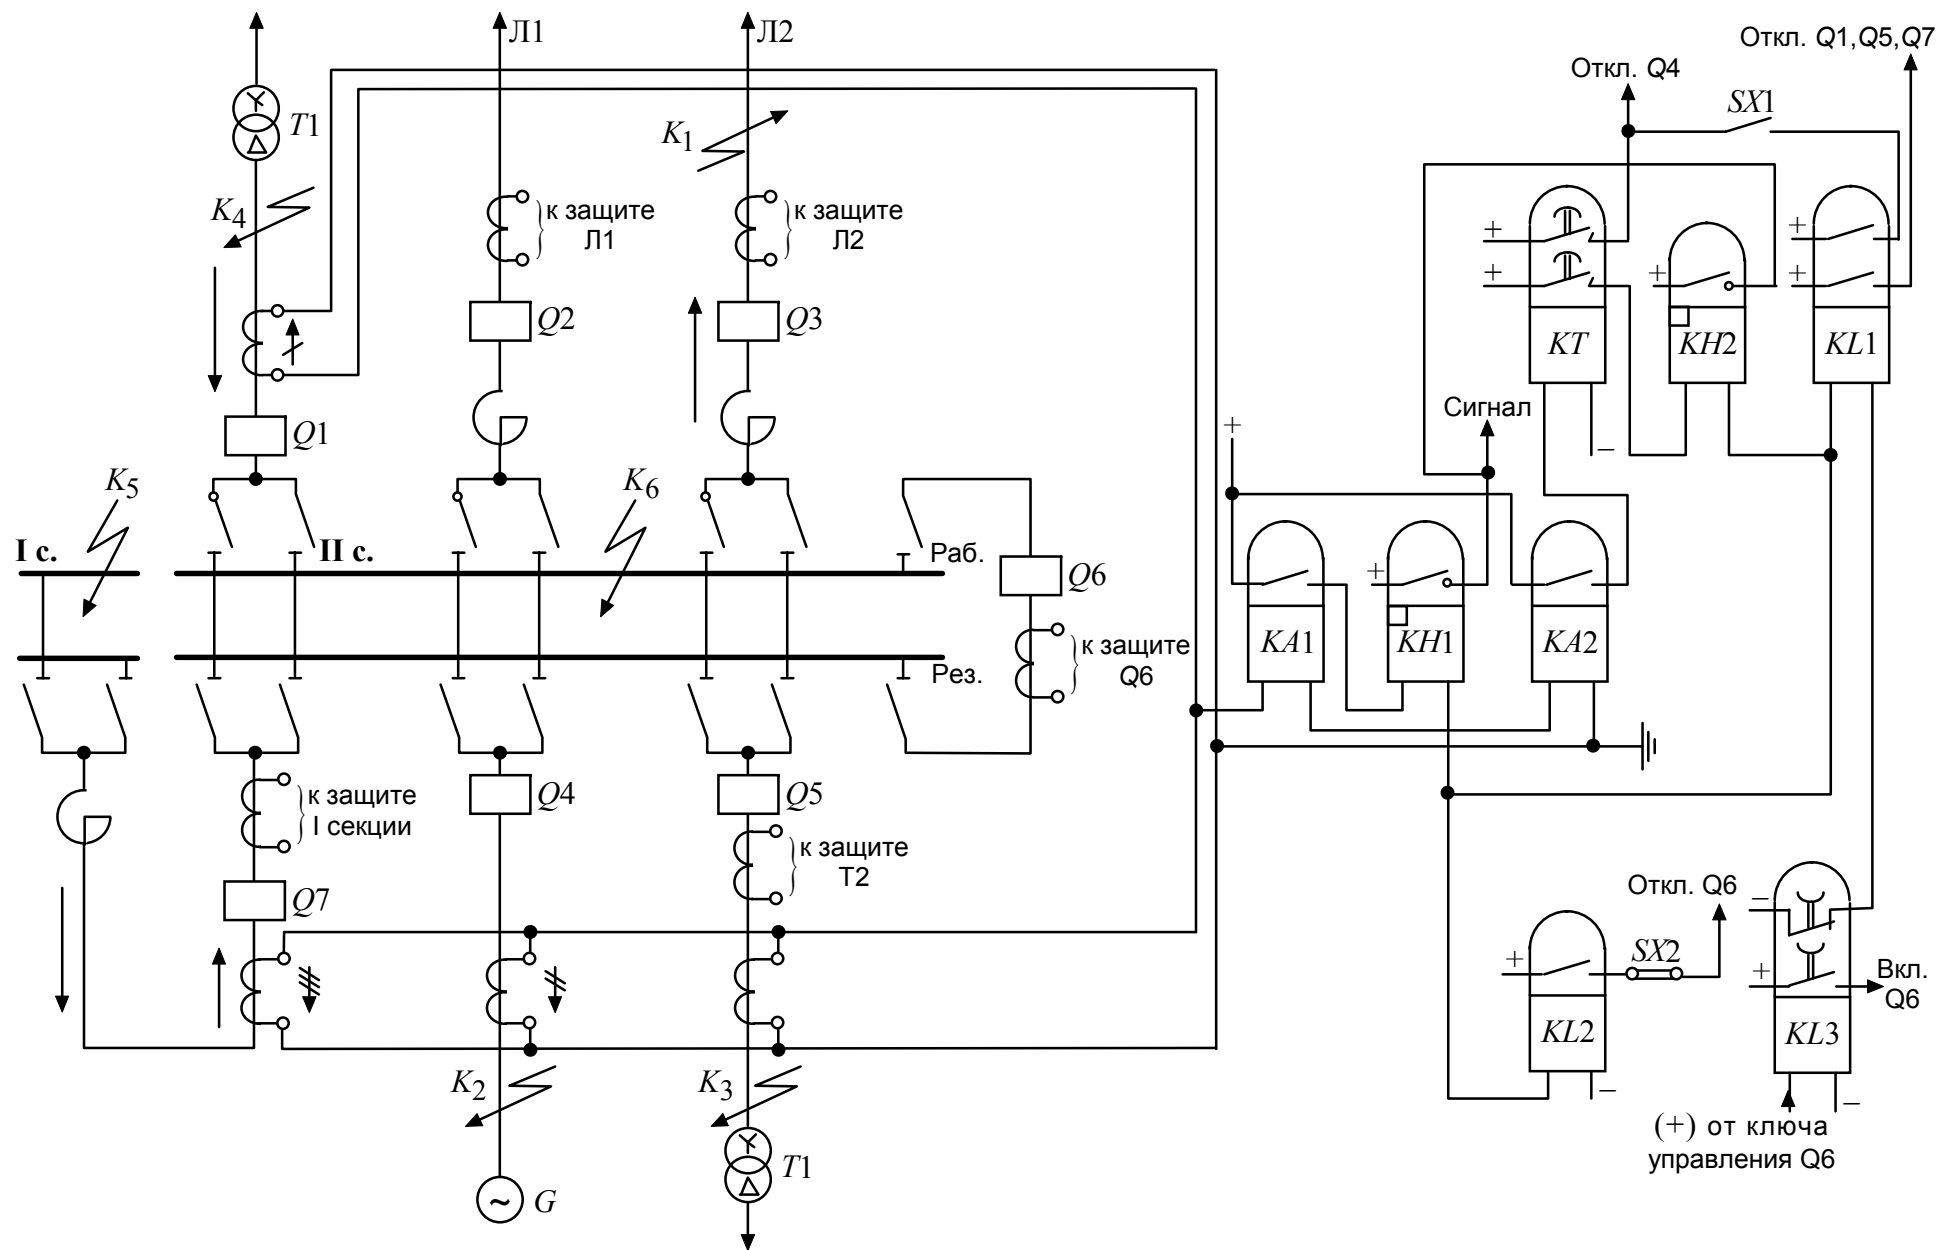 Л1
Л2
Откл. Q1,Q5,Q7
Откл. Q4
SX1
T1
K1
K4
к защите
Л1
к защите
Л2
Q2
Q3
KT
KH2
KL1
Сигнал
Q1
+
+
+
+
+
–
+
K5
K6
I с.
II с.
Раб.
Q6
+
KA1
KH1
KA2
к защите
Q6
Рез.
к защите
I секции
Q4
Q5
к защите
Т2
Q7
Откл. Q6
–
SX2
+
+
Вкл.
Q6
KL2
KL3
K2
K3
–
–
(+) от ключа
управления Q6
T1
~
G